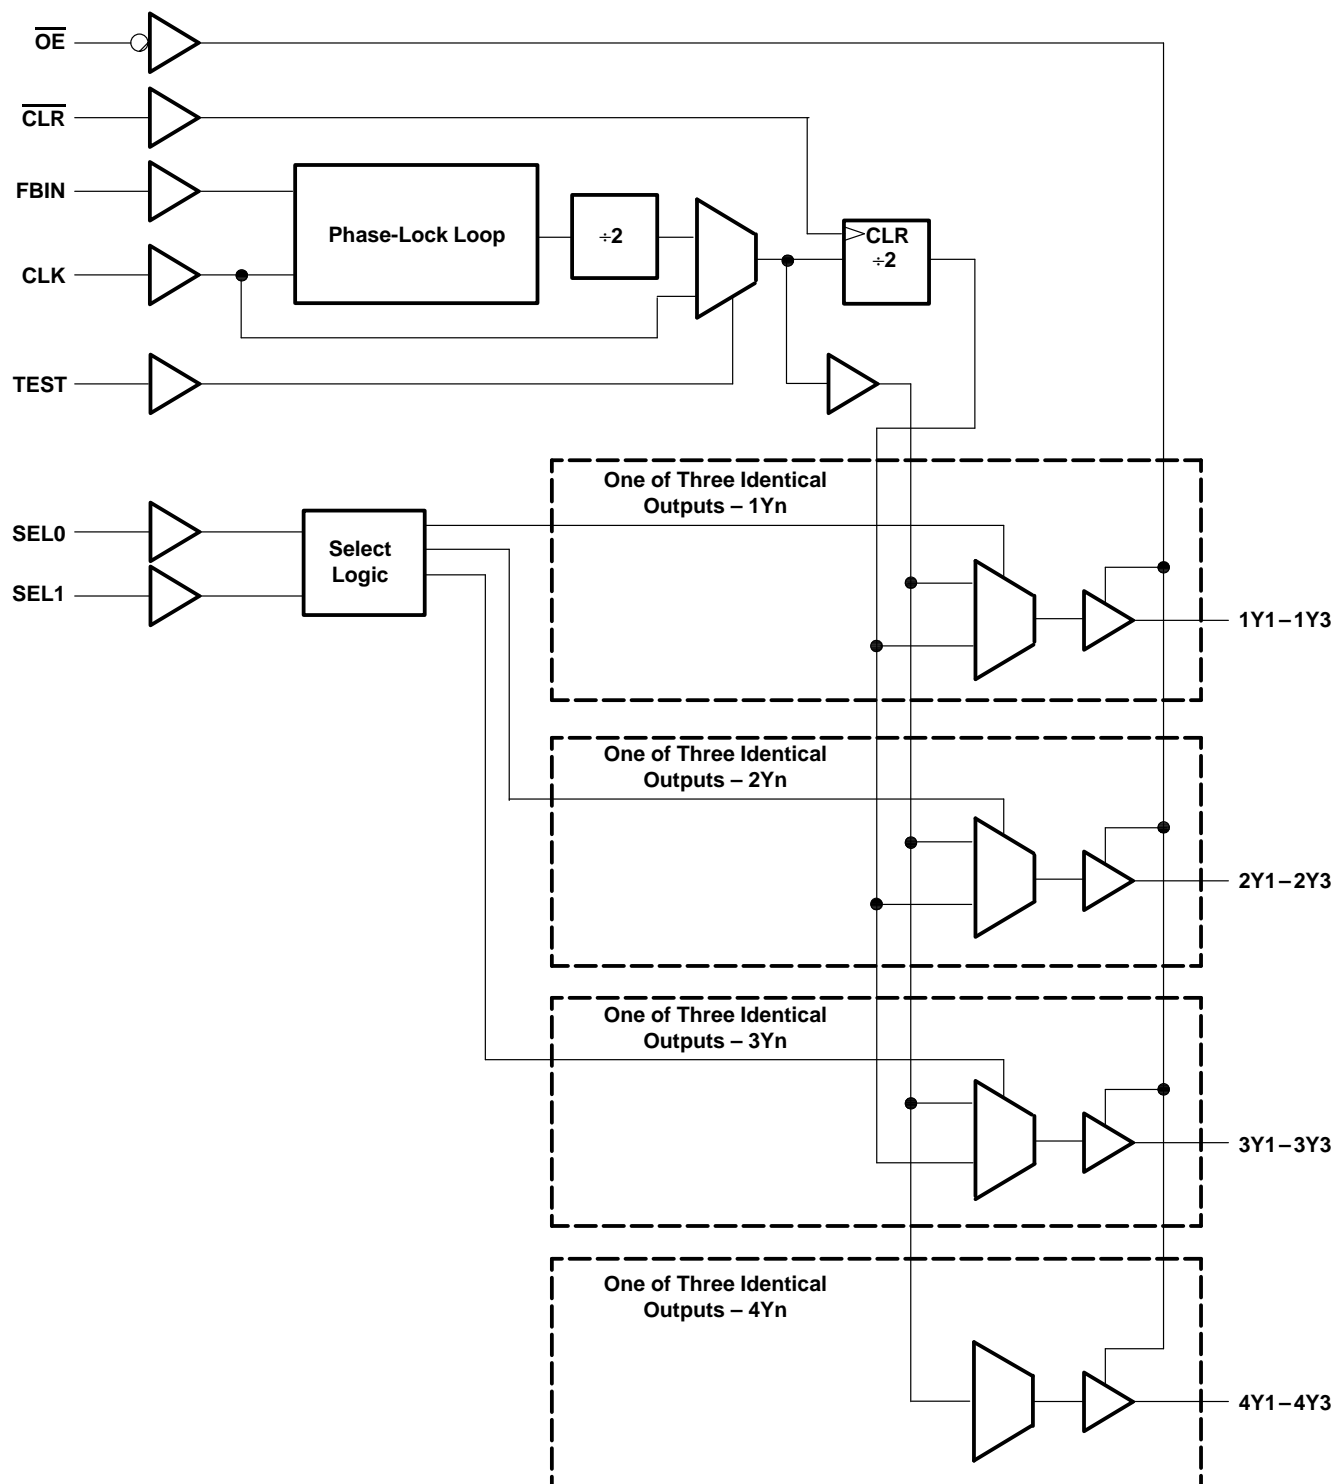 OE
CLR
FBIN
Phase-Lock Loop
÷2
CLR
÷2
CLK
TEST
One of Three Identical
Outputs – 1Yn
SEL0
Select
Logic
SEL1
1Y1–1Y3
One of Three Identical
Outputs – 2Yn
2Y1–2Y3
One of Three Identical
Outputs – 3Yn
3Y1–3Y3
One of Three Identical
Outputs – 4Yn
4Y1–4Y3